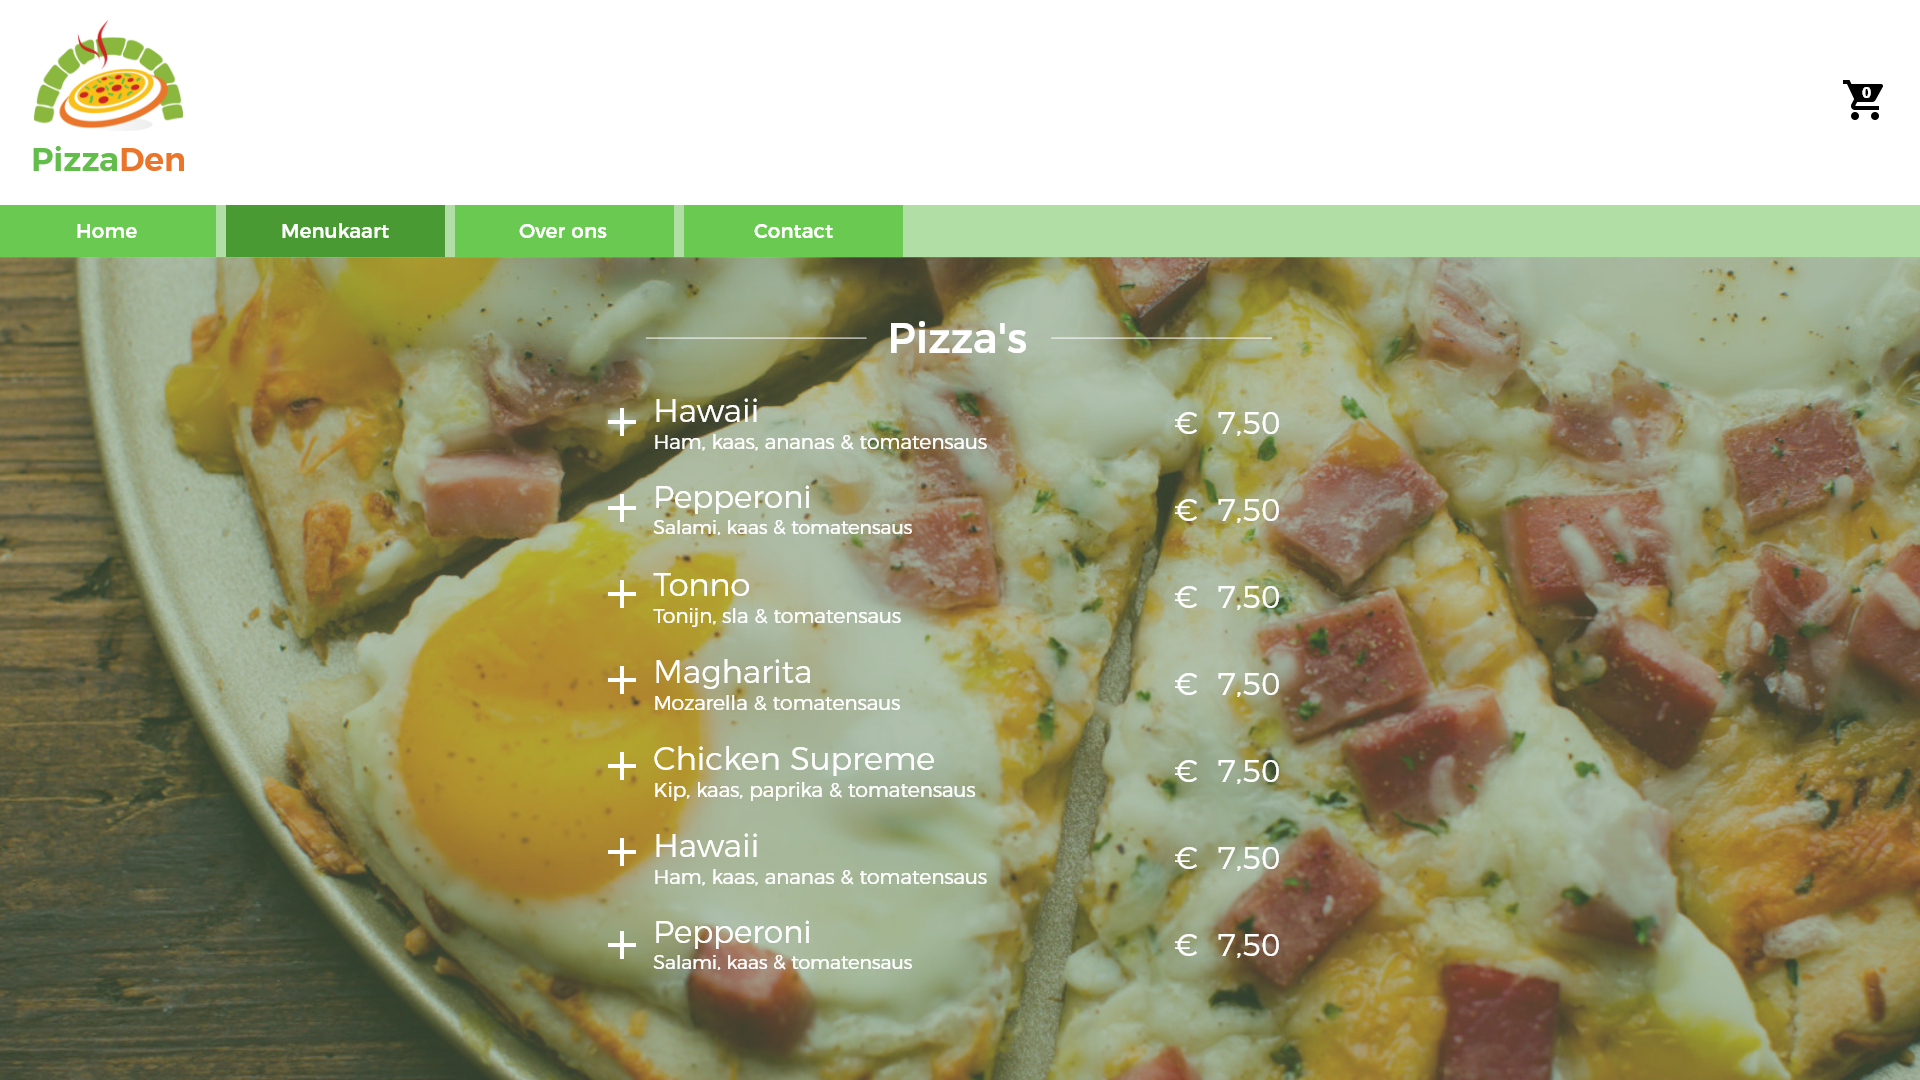 0
PizzaDen
Home Menukaart Over ons Contact
Pizza's
Hawaii
Ham, kaas, ananas & tomatensaus
€ 7,50
Pepperoni
Salami, kaas & tomatensaus
€ 7,50
Tonno
Tonijn, sla & tomatensaus
€ 7,50
Magharita
Mozarella & tomatensaus
€ 7,50
Chicken Supreme
Kip, kaas, paprika & tomatensaus
€ 7,50
Hawaii
Ham, kaas, ananas & tomatensaus
€ 7,50
Pepperoni
Salami, kaas & tomatensaus
€ 7,50